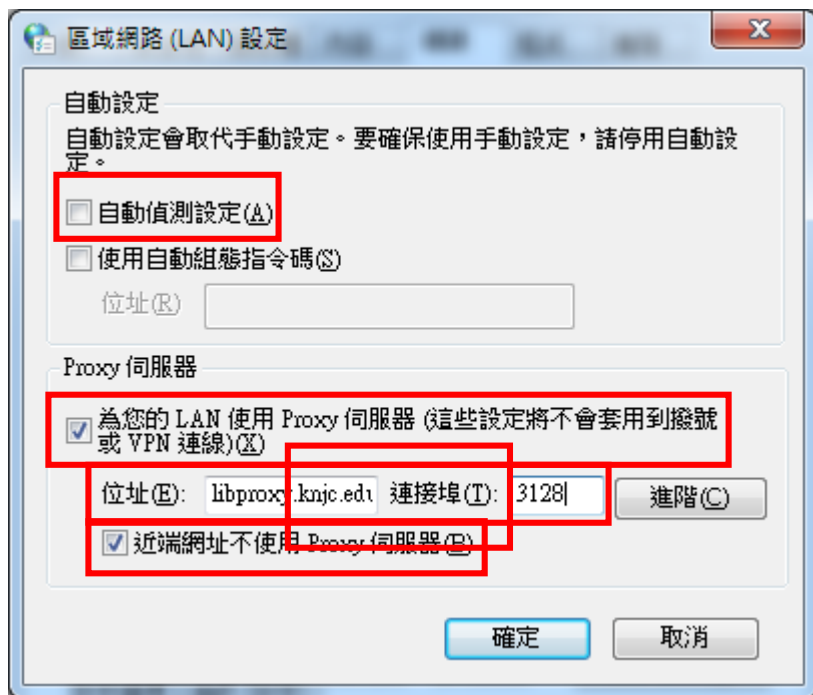 區域網路 (LAN) 設定
自動設定
自動設定會取代手動設定。要確保使用手動設定，請停用自動設
定。
自動偵測設定(A)
使用自動組態指令碼(S)
位址(R)
Proxy 伺服器
為您的 LAN 使用 Proxy 伺服器 (這些設定將不會套用到撥號
或 VPN 連線)(X)
位址(E): libproxy.knjc.edu 連接埠(T): 3128 進階(C)
近端網址不使用 Proxy 伺服器(B)
確定 取消